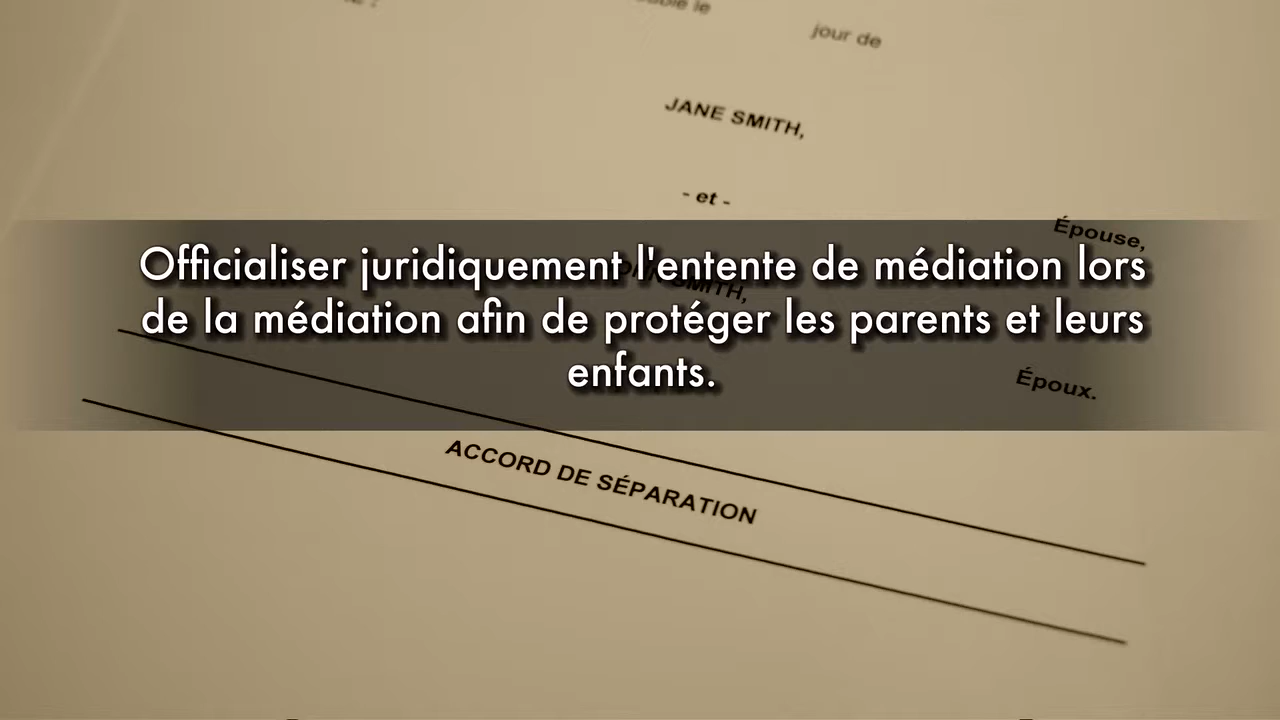 jour de
JANE SMITH,
- et -
Épouse,
Officialiser juridiquement l'entente de médiation lors
SMITH,
de la médiation afin de protéger les parents et leurs
enfants.
Époux.
ACCORD DE SÉPARATION